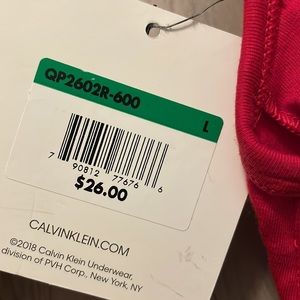 QP2602R-600
L
7 90812 77676 6
$26.00
CALVINKLEIN.COM
©2018 Calvin Klein Underwear,
division of PVH Corp., New York, NY